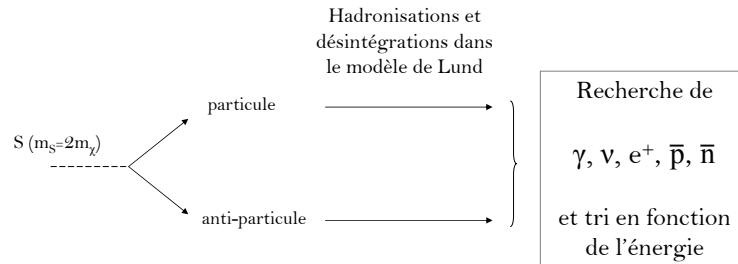 Hadronisations et
désintégrations dans
le modèle de Lund
particule
S (mS=2mχ)
anti-particule
Recherche de
γ, ν, e⁺, p̄, n̄
et tri en fonction
de l'énergie